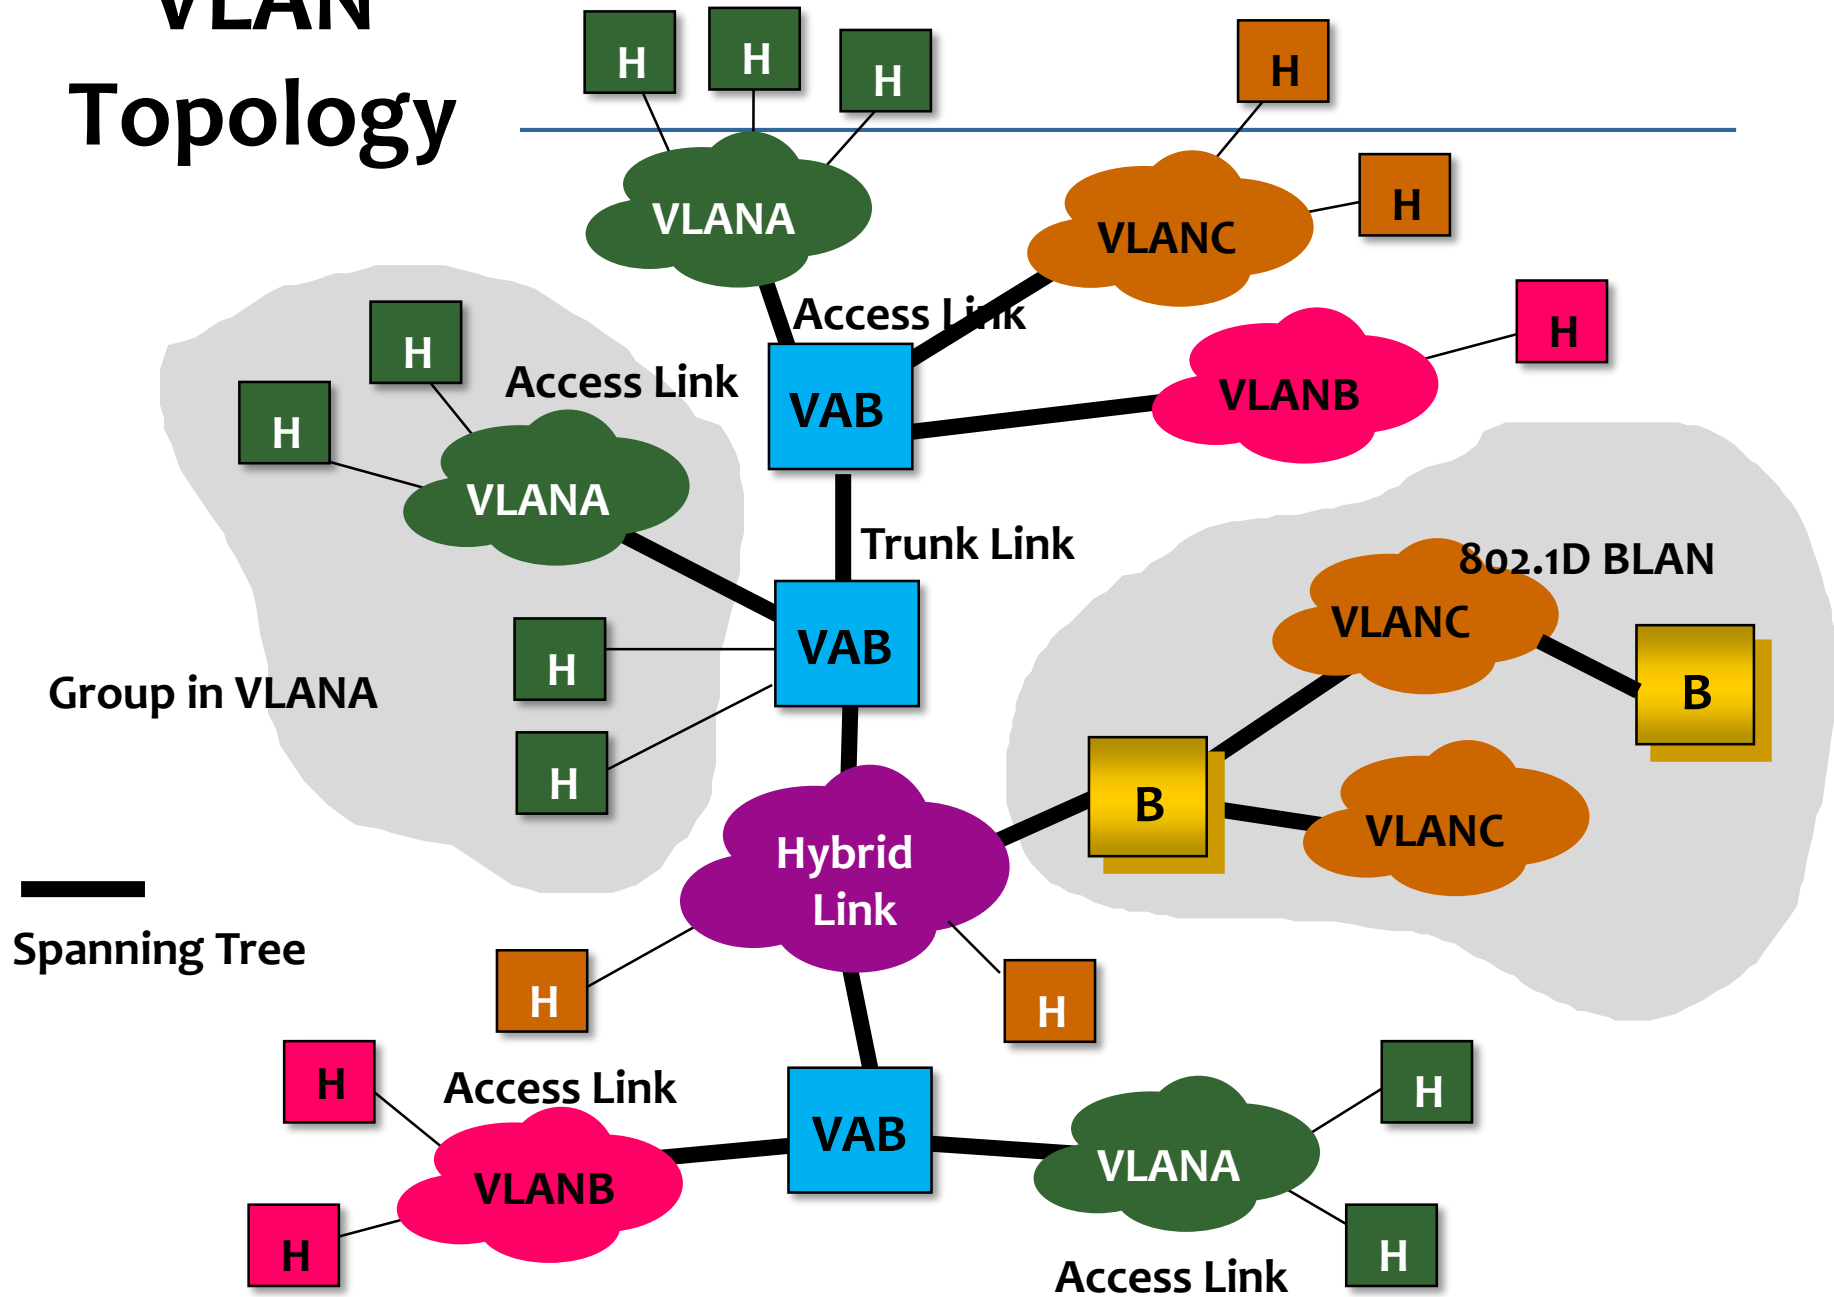 VLAN
Topology
H
H
H
H
H
VLANA
VLANC
H
Access Link
H
Access Link
VLANB
H
VAB
VLANA
Trunk Link
802.1D BLAN
VLANC
H
VAB
B
Group in VLANA
H
B
VLANC
Hybrid
Link
Spanning Tree
H
H
H
Access Link
VAB
H
VLANB
VLANA
H
H
Access Link